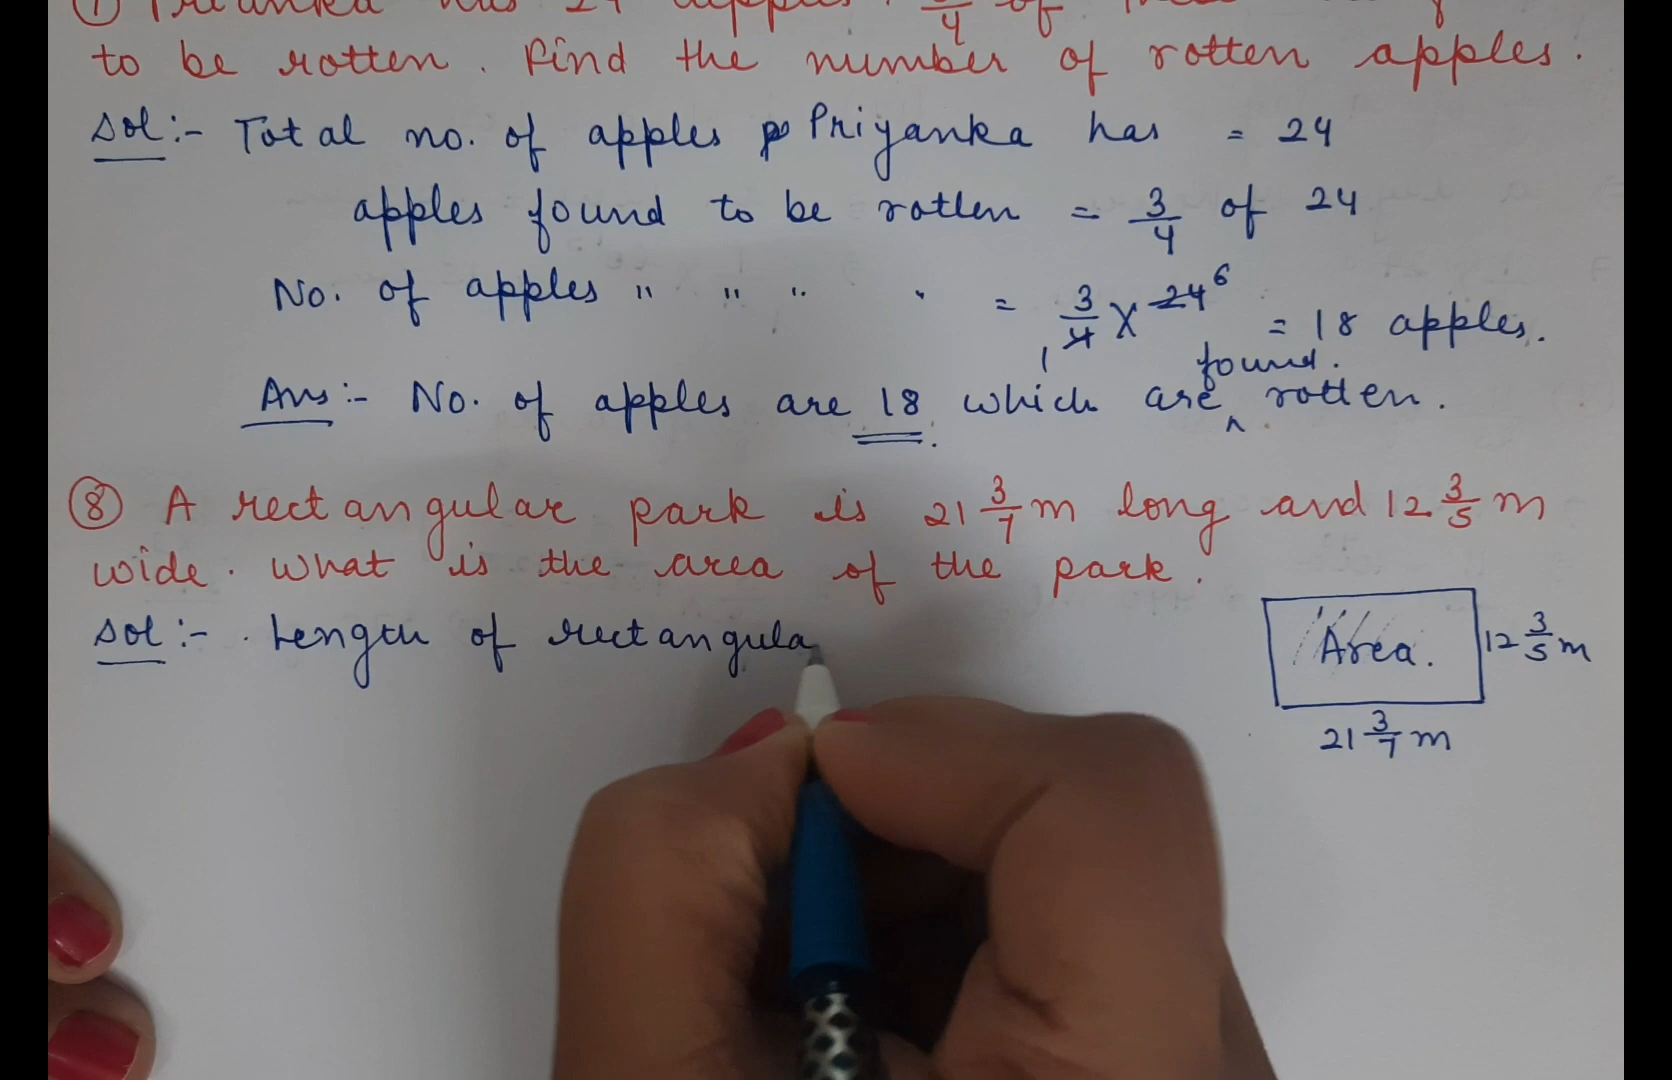 to be rotten. Find the number of rotten apples.
Sol:- Total no. of apples Priyanka has = 24
apples found to be rotten = 3/4 of 24
No. of apples " " " " = 3/4 X 24 6 = 18 apples.
1
found.
Ans:- No. of apples are 18 which are ^ rotten.
⑧ A rectangular park is 21 3/7 m long and 12 3/5 m
wide. What is the area of the park.
Sol:- Length of rectangula
Area.
12 3/5 m
21 3/7 m